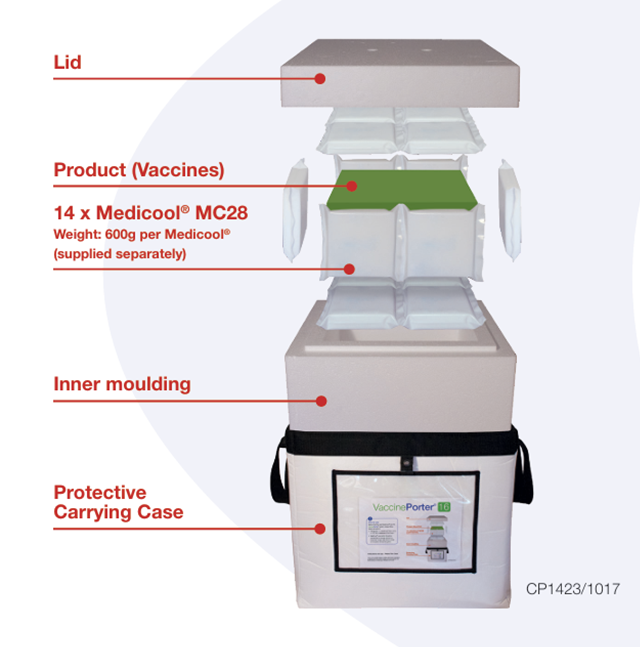 Lid
Product (Vaccines)
14 x Medicool® MC28
Weight: 600g per Medicool®
(supplied separately)
Inner moulding
Protective
Carrying Case
VaccinePorter® 16
CP1423/1017